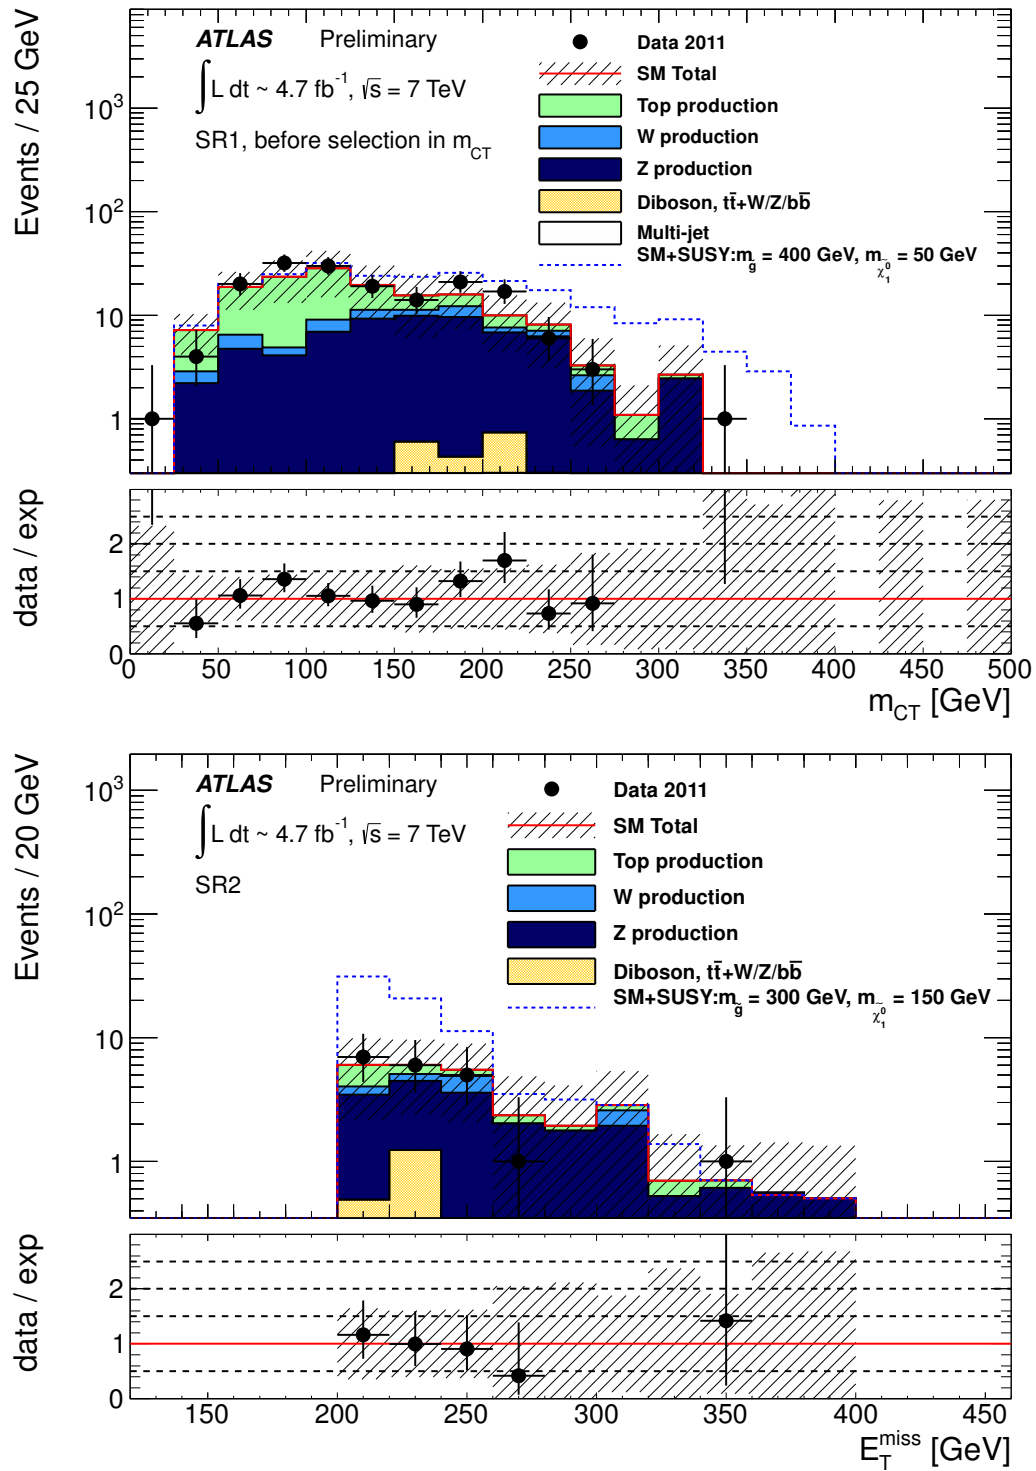 ATLAS Preliminary
∫ L dt ~ 4.7 fb⁻¹, √s = 7 TeV
SR1, before selection in m_CT
Data 2011
SM Total
Top production
W production
Z production
Diboson, tt̄+W/Z/bb̄
Multi-jet
SM+SUSY:m_g̃ = 400 GeV, m_χ̃₁⁰ = 50 GeV
Events / 25 GeV
10³
10²
10
1
data / exp
2
1
0
0 50 100 150 200 250 300 350 400 450 500
m_CT [GeV]
ATLAS Preliminary
∫ L dt ~ 4.7 fb⁻¹, √s = 7 TeV
SR2
Data 2011
SM Total
Top production
W production
Z production
Diboson, tt̄+W/Z/bb̄
SM+SUSY:m_g̃ = 300 GeV, m_χ̃₁⁰ = 150 GeV
Events / 20 GeV
10³
10²
10
1
data / exp
2
1
0
150 200 250 300 350 400 450
E_T^miss [GeV]